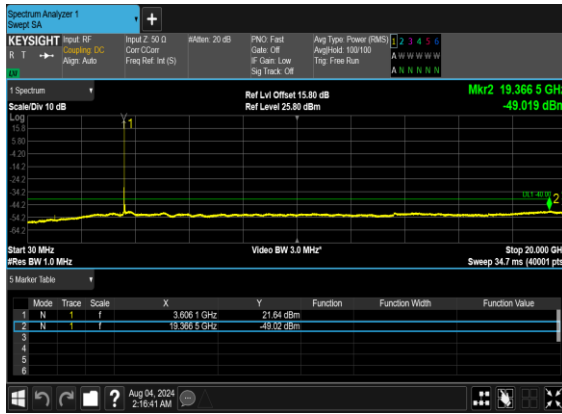 Spectrum Analyzer 1
Swept SA
+
KEYSIGHT Input: RF Input Z: 50 Ω #Atten: 20 dB PNO: Fast Avg Type: Power (RMS) 1 2 3 4 5 6
R T Coupling: DC Corr CCorr Gate: Off Avg|Hold: 100/100 A W W W W W
Align: Auto Freq Ref: Int (S) IF Gain: Low Trig: Free Run
LXI Sig Track: Off A N N N N N
1 Spectrum Ref Lvl Offset 15.80 dB Mkr2 19.366 5 GHz
Scale/Div 10 dB Ref Level 25.80 dBm -49.019 dBm
Log
15.8
5.80
-4.20
-14.2
-24.2
-34.2
-44.2
-54.2
-64.2
1
DL1 -40.00
2
Start 30 MHz Video BW 3.0 MHz* Stop 20.000 GH
#Res BW 1.0 MHz Sweep 34.7 ms (40001 pts
5 Marker Table
Mode Trace Scale X Y Function Function Width Function Value
1 N 1 f 3.606 1 GHz 21.64 dBm
2 N 1 f 19.366 5 GHz -49.02 dBm
3
4
5
6
? Aug 04, 2024
2:16:41 AM